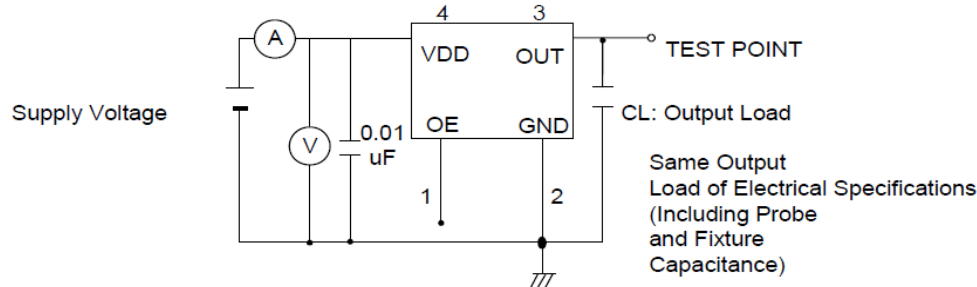 4
3
A
VDD
OUT
TEST POINT
Supply Voltage
V
0.01
uF
OE
GND
CL: Output Load
1
2
Same Output
Load of Electrical Specifications
(Including Probe
and Fixture
Capacitance)